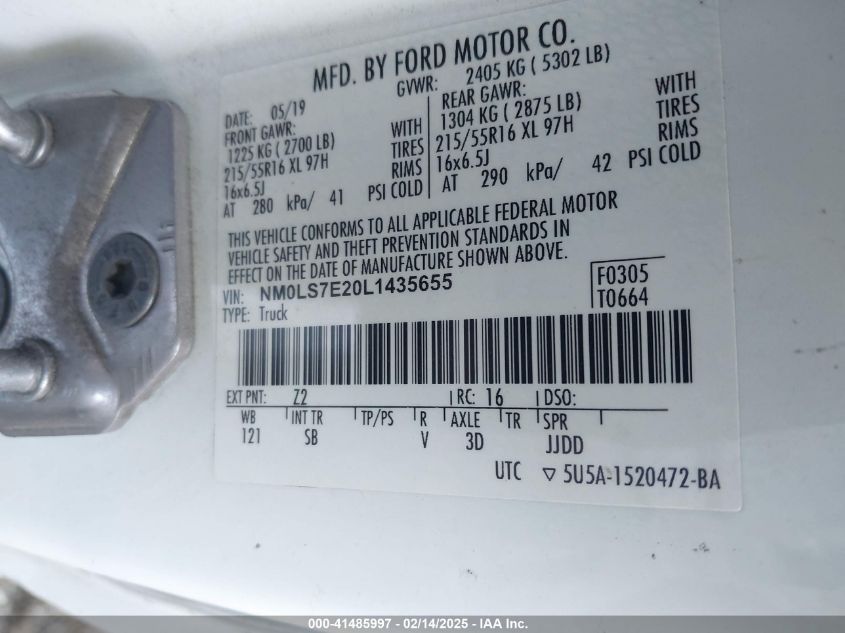 MFD. BY FORD MOTOR CO.
DATE: 05/19 GVWR: 2405 KG ( 5302 LB)
FRONT GAWR: REAR GAWR:
1225 KG ( 2700 LB) WITH 1304 KG ( 2875 LB) WITH
215/55R16 XL 97H TIRES 215/55R16 XL 97H TIRES
16x6.5J RIMS 16x6.5J RIMS
AT 280 kPa/ 41 PSI COLD AT 290 kPa/ 42 PSI COLD
THIS VEHICLE CONFORMS TO ALL APPLICABLE FEDERAL MOTOR
VEHICLE SAFETY AND THEFT PREVENTION STANDARDS IN
EFFECT ON THE DATE OF MANUFACTURE SHOWN ABOVE.
VIN: NM0LS7E20L1435655 F0305
TYPE: Truck T0664
EXT PNT: Z2 RC: 16 DSO:
WB INT TR TP/PS R AXLE TR SPR
121 SB V 3D JJDD
UTC ▽ 5U5A-1520472-BA
000-41485997 - 02/14/2025 - IAA Inc.